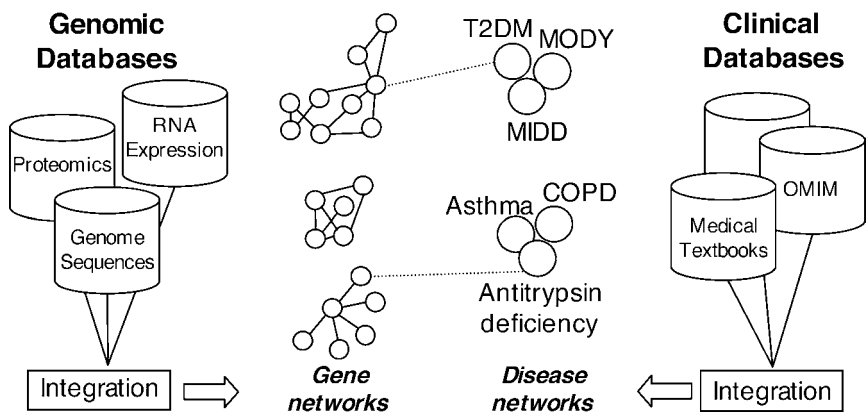 Genomic
Databases
Proteomics
RNA
Expression
Genome
Sequences
Integration
T2DM
MODY
MIDD
Asthma
COPD
Antitrypsin
deficiency
Gene
networks
Disease
networks
Clinical
Databases
OMIM
Medical
Textbooks
Integration